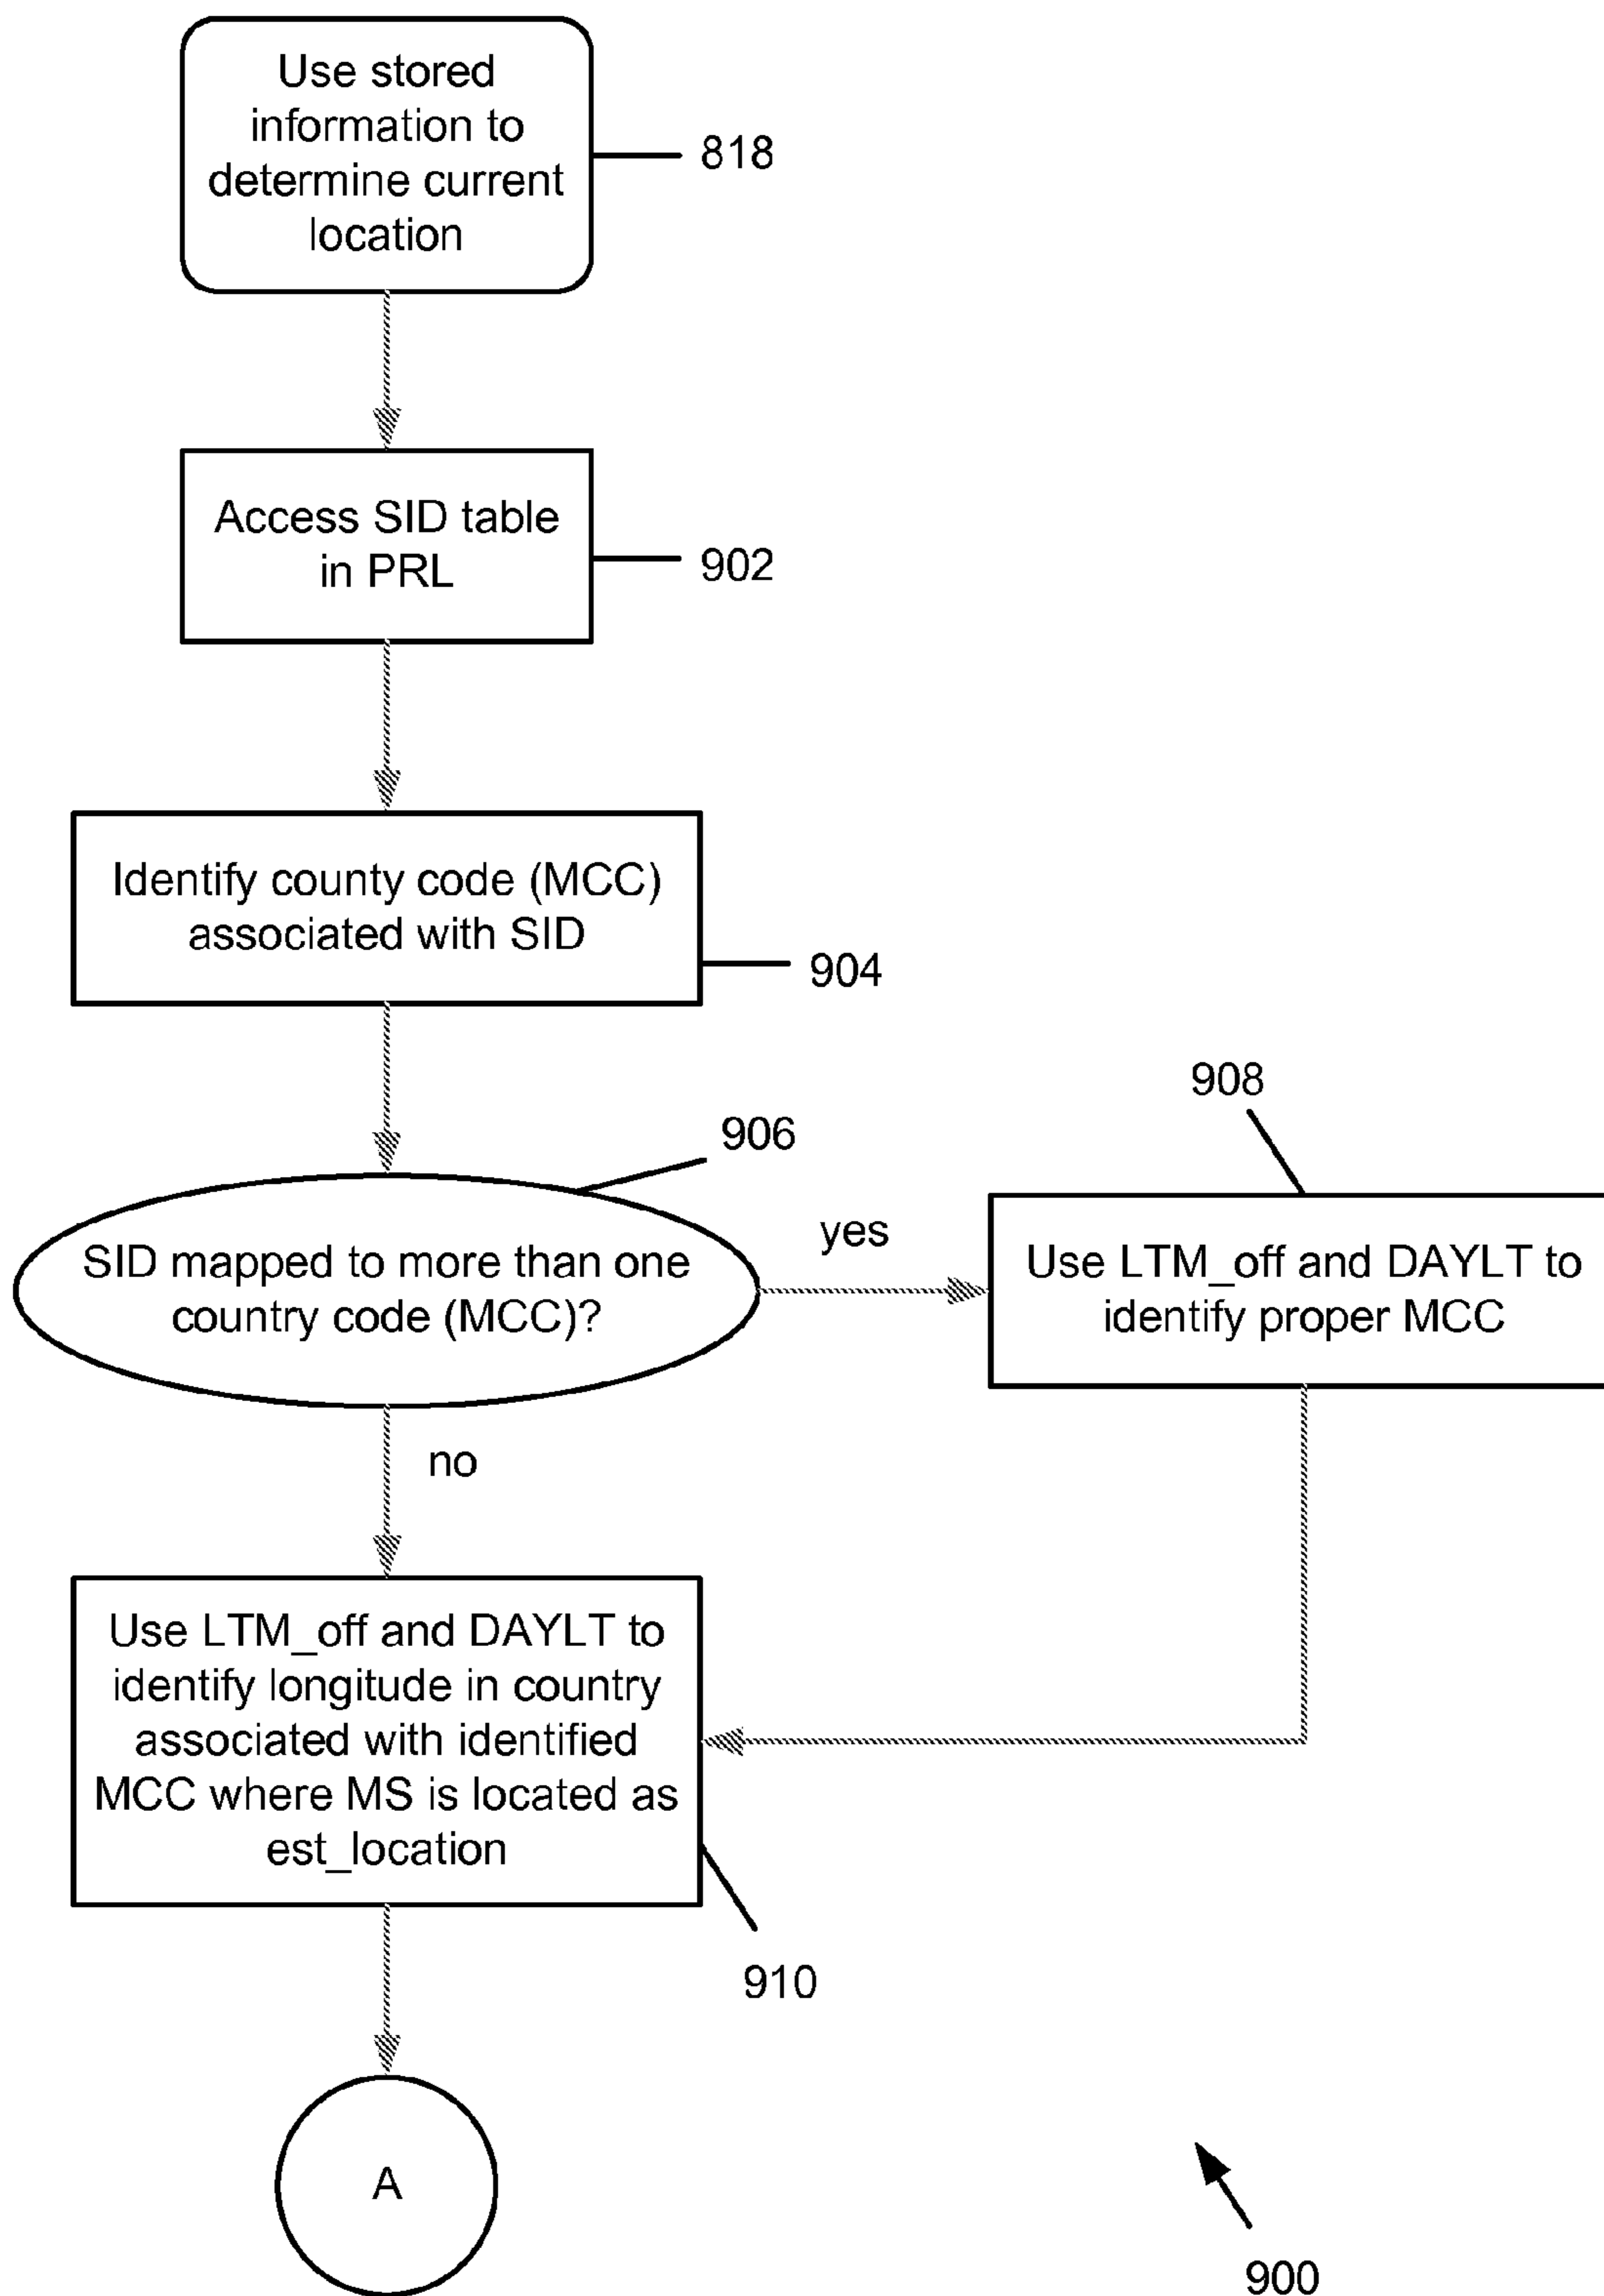 Use stored
information to
determine current
location
818
Access SID table
in PRL
902
Identify county code (MCC)
associated with SID
904
906
SID mapped to more than one
country code (MCC)?
yes
908
Use LTM_off and DAYLT to
identify proper MCC
no
Use LTM_off and DAYLT to
identify longitude in country
associated with identified
MCC where MS is located as
est_location
910
A
900